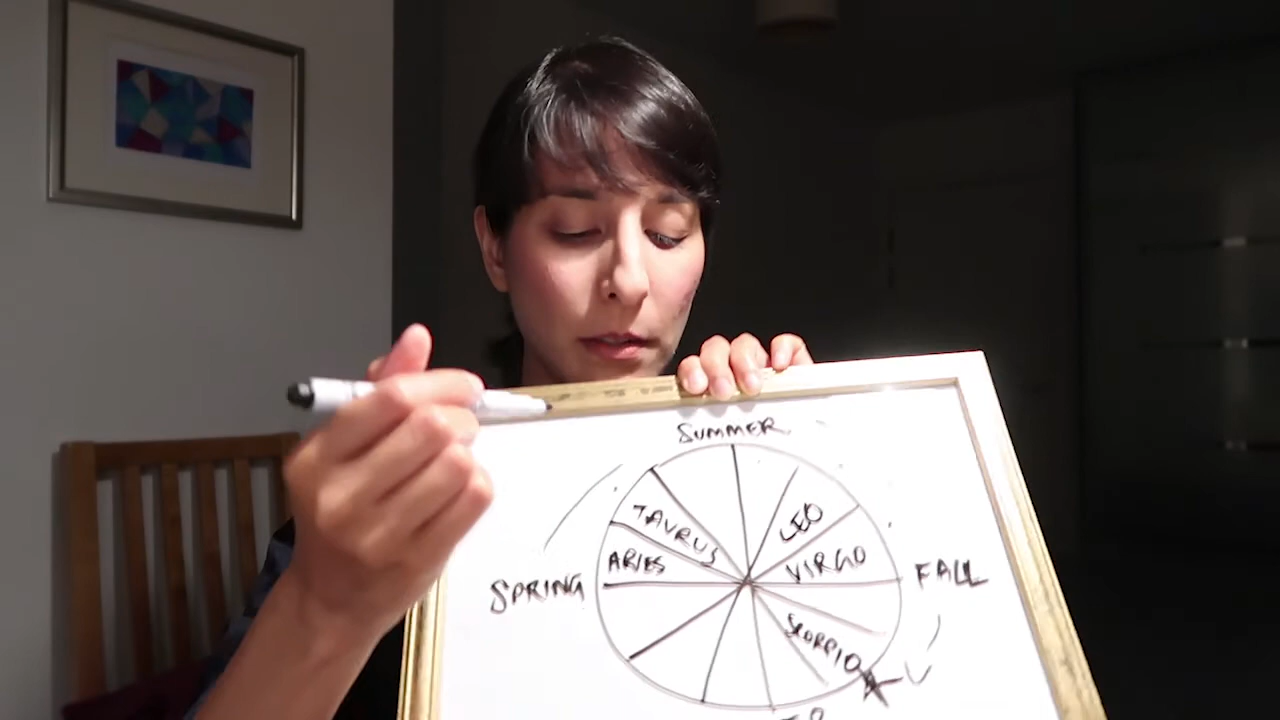 SUMMER
TAURUS
LEO
ARIES
VIRGO
SPRING
FALL
SCORPIO